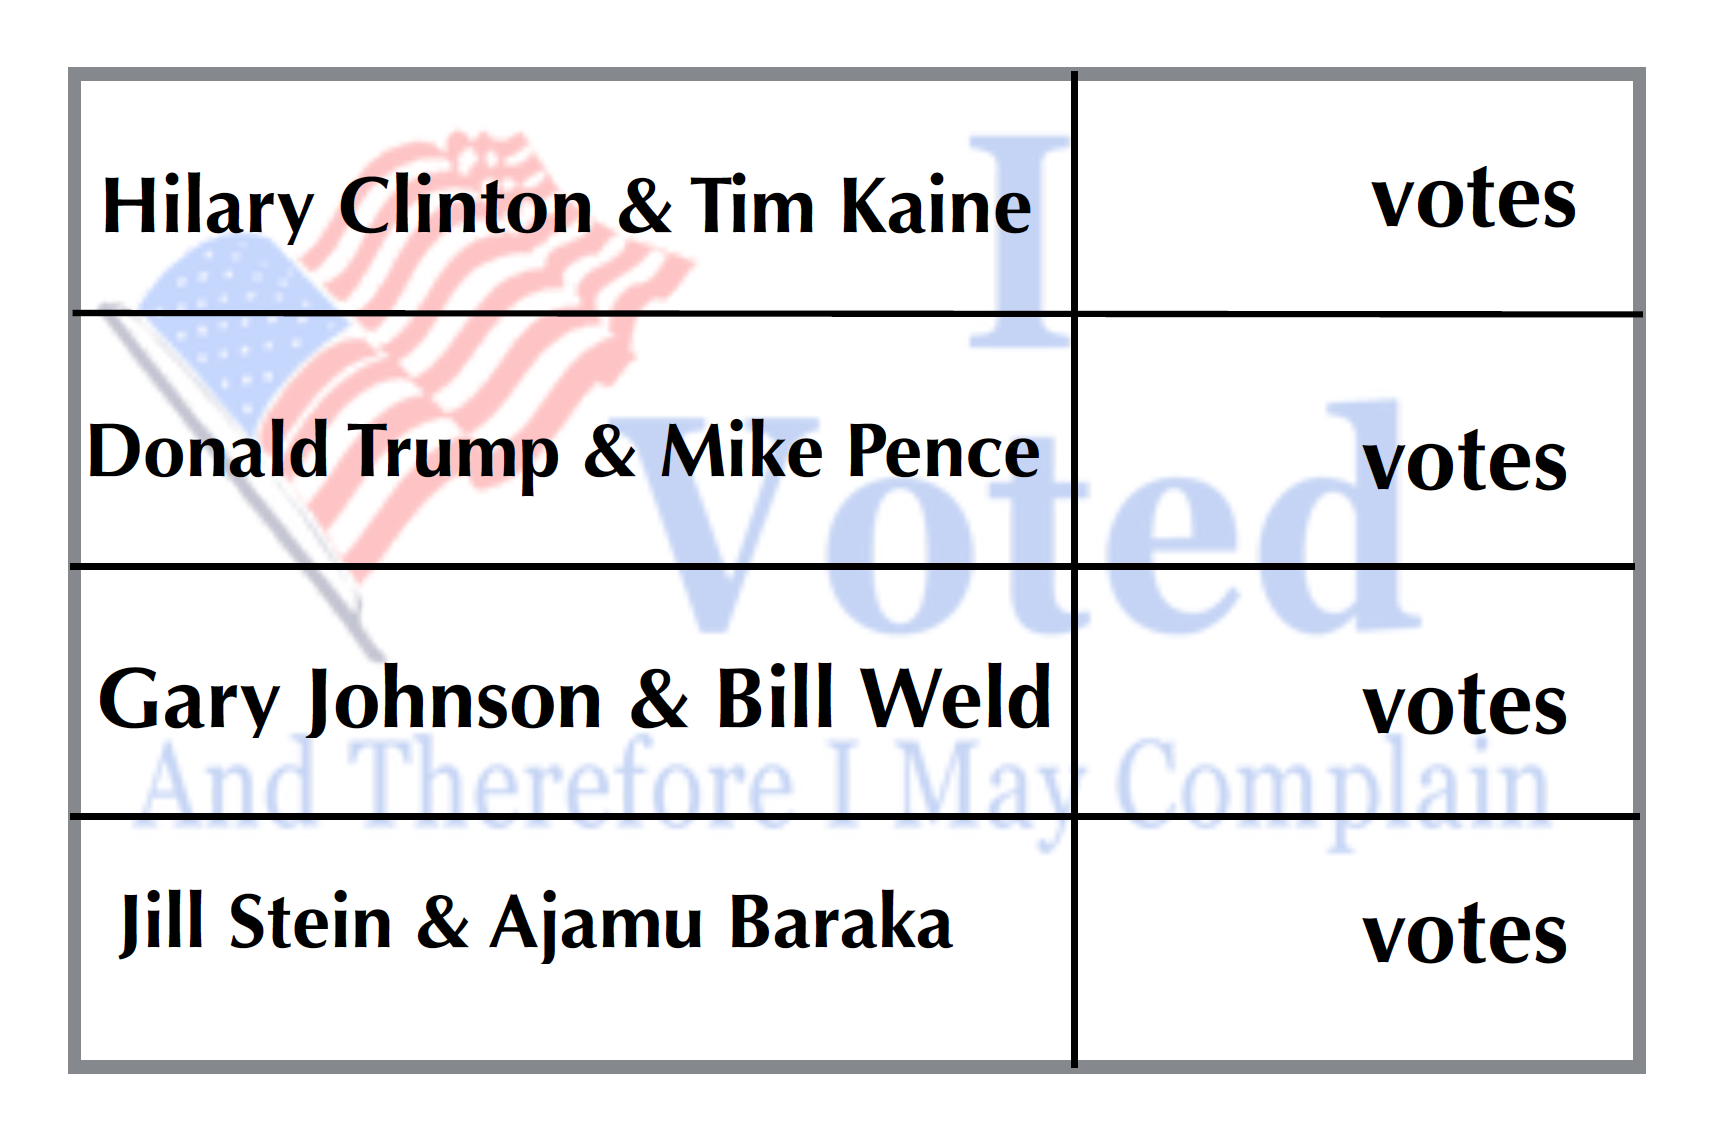 Hilary Clinton & Tim Kaine votes
Donald Trump & Mike Pence votes
Gary Johnson & Bill Weld votes
Jill Stein & Ajamu Baraka votes
I
Voted
And Therefore I May Complain